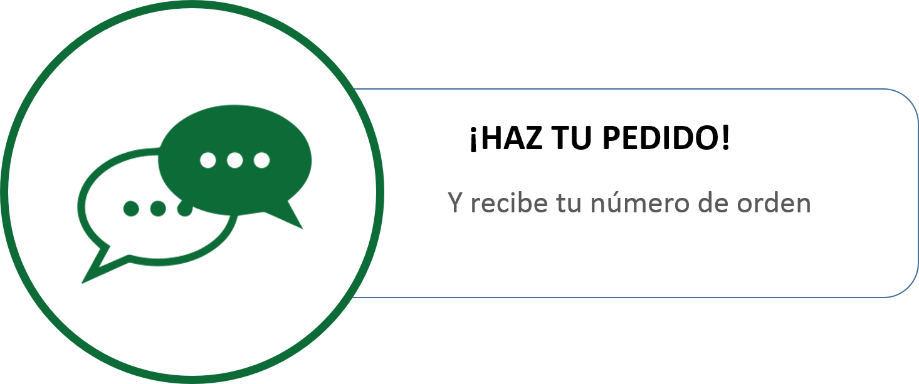 ¡HAZ TU PEDIDO!
Y recibe tu número de orden